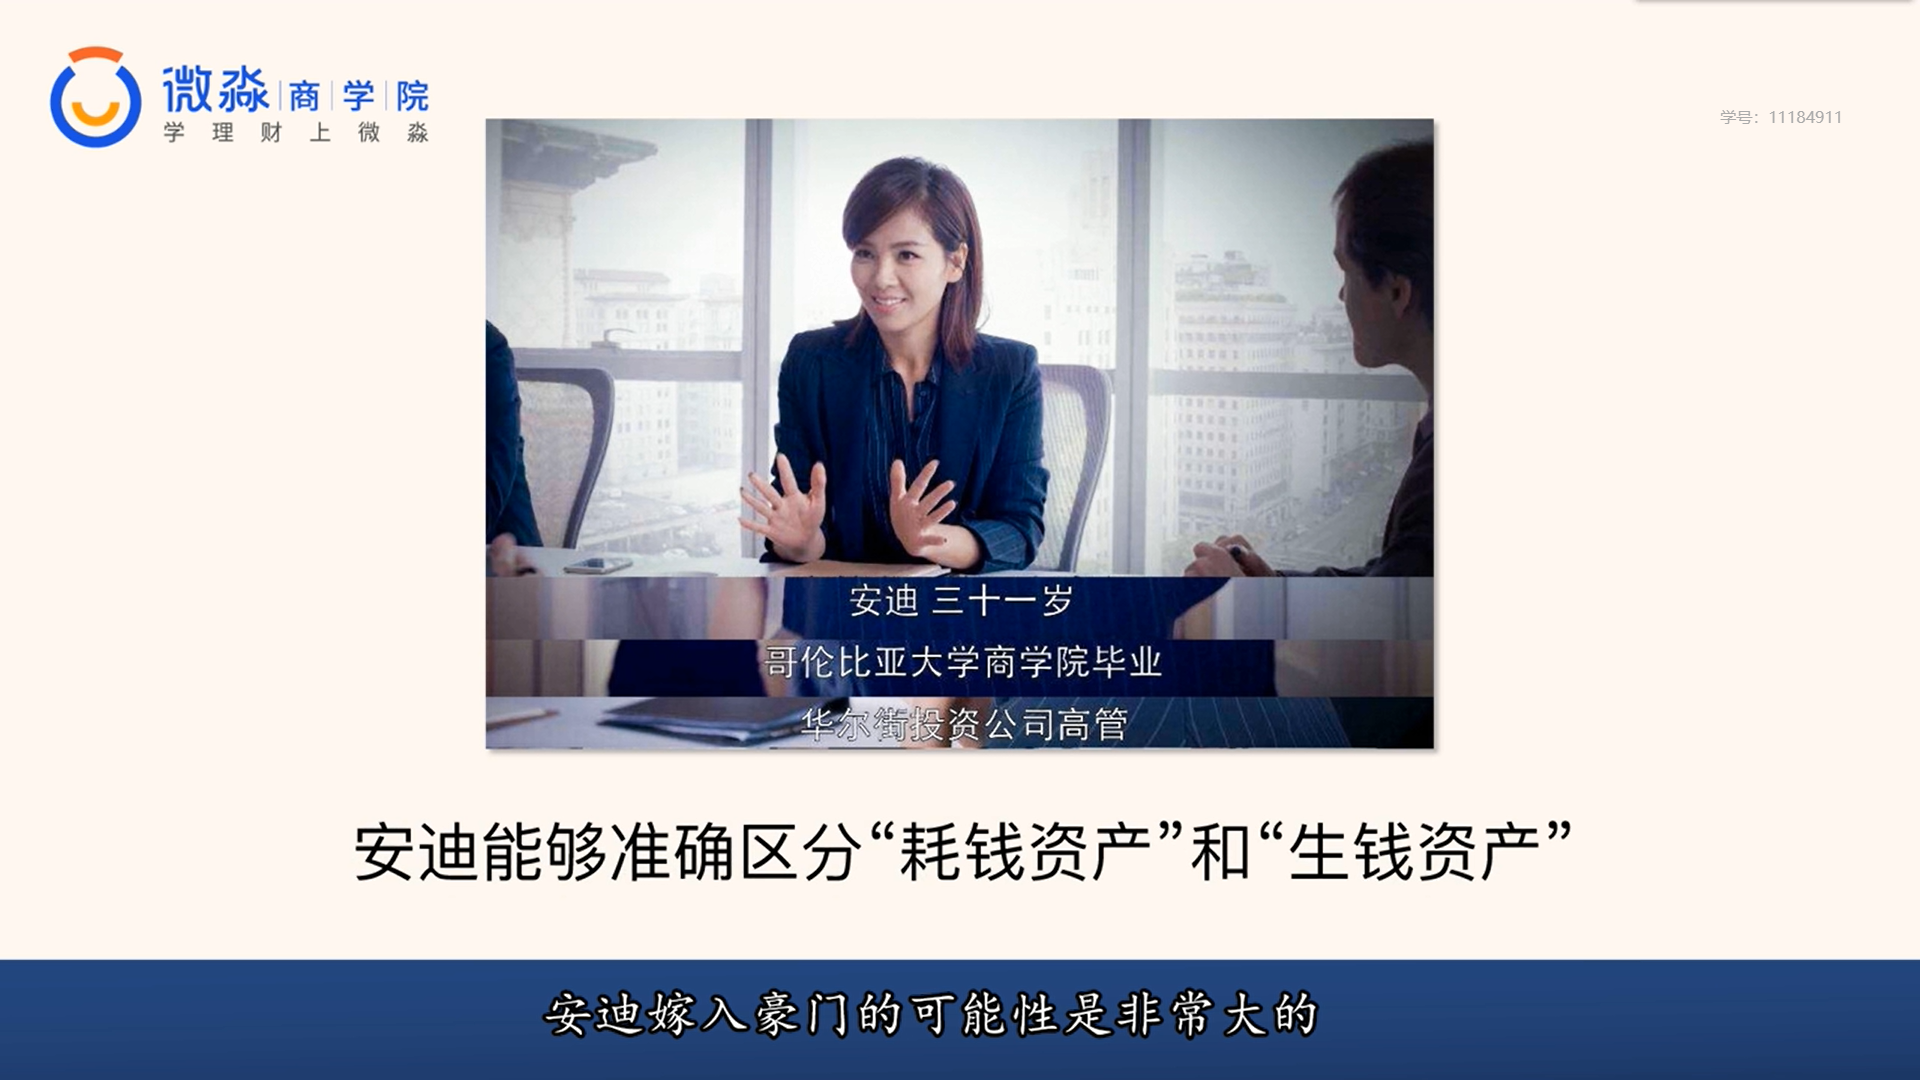 微淼 商 学 院
学理财上微淼
学号：11184911
安迪 三十一岁
哥伦比亚大学商学院毕业
华尔街投资公司高管
安迪能够准确区分“耗钱资产”和“生钱资产”
安迪嫁入豪门的可能性是非常大的